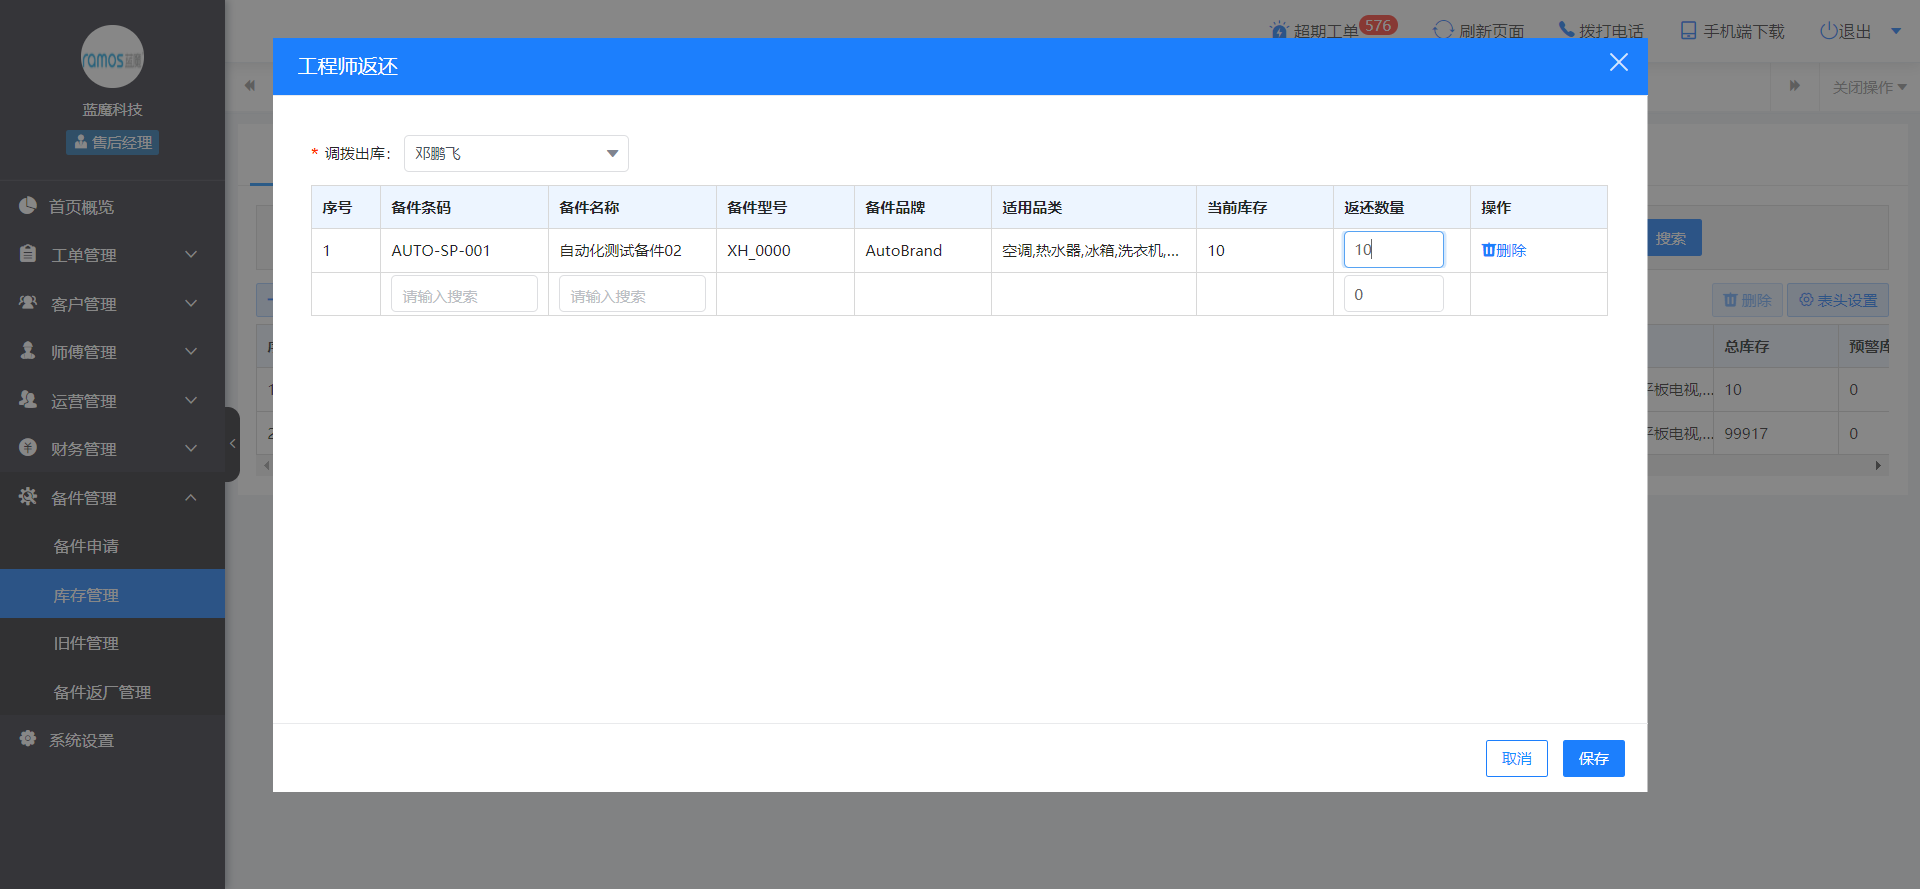 ramos蓝魔
蓝魔科技
售后经理
首页概览
工单管理
客户管理
师傅管理
运营管理
财务管理
备件管理
备件申请
库存管理
旧件管理
备件返厂管理
系统设置
超期工单 576 刷新页面 拨打电话 手机端下载 退出
关闭操作
工程师返还
* 调拨出库： 邓鹏飞
序号 备件条码 备件名称 备件型号 备件品牌 适用品类 当前库存 返还数量 操作
1 AUTO-SP-001 自动化测试备件02 XH_0000 AutoBrand 空调,热水器,冰箱,洗衣机,... 10 10 删除
请输入搜索 请输入搜索 0
搜索
删除 表头设置
总库存 预警库
平板电视,... 10 0
平板电视,... 99917 0
取消 保存